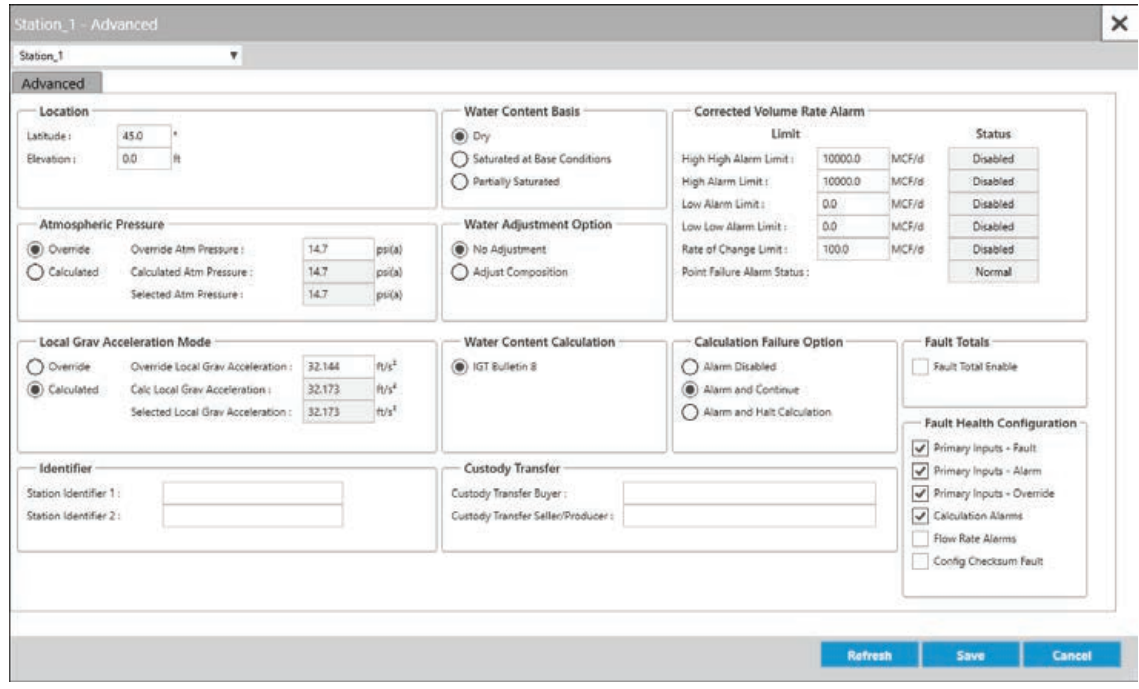 Station_1 - Advanced
Station_1
Advanced
Location
Latitude : 45.0 °
Elevation : 0.0 ft
Water Content Basis
Dry
Saturated at Base Conditions
Partially Saturated
Corrected Volume Rate Alarm
Limit Status
High High Alarm Limit : 10000.0 MCF/d Disabled
High Alarm Limit : 10000.0 MCF/d Disabled
Low Alarm Limit : 0.0 MCF/d Disabled
Low Low Alarm Limit : 0.0 MCF/d Disabled
Rate of Change Limit : 100.0 MCF/d Disabled
Point Failure Alarm Status : Normal
Atmospheric Pressure
Override Override Atm Pressure : 14.7 psi(a)
Calculated Calculated Atm Pressure : 14.7 psi(a)
Selected Atm Pressure : 14.7 psi(a)
Water Adjustment Option
No Adjustment
Adjust Composition
Local Grav Acceleration Mode
Override Override Local Grav Acceleration : 32.144 ft/s²
Calculated Calc Local Grav Acceleration : 32.173 ft/s²
Selected Local Grav Acceleration : 32.173 ft/s²
Water Content Calculation
IGT Bulletin 8
Calculation Failure Option
Alarm Disabled
Alarm and Continue
Alarm and Halt Calculation
Fault Totals
Fault Total Enable
Fault Health Configuration
Primary Inputs - Fault
Primary Inputs - Alarm
Primary Inputs - Override
Calculation Alarms
Flow Rate Alarms
Config Checksum Fault
Identifier
Station Identifier 1 :
Station Identifier 2 :
Custody Transfer
Custody Transfer Buyer :
Custody Transfer Seller/Producer :
Refresh Save Cancel